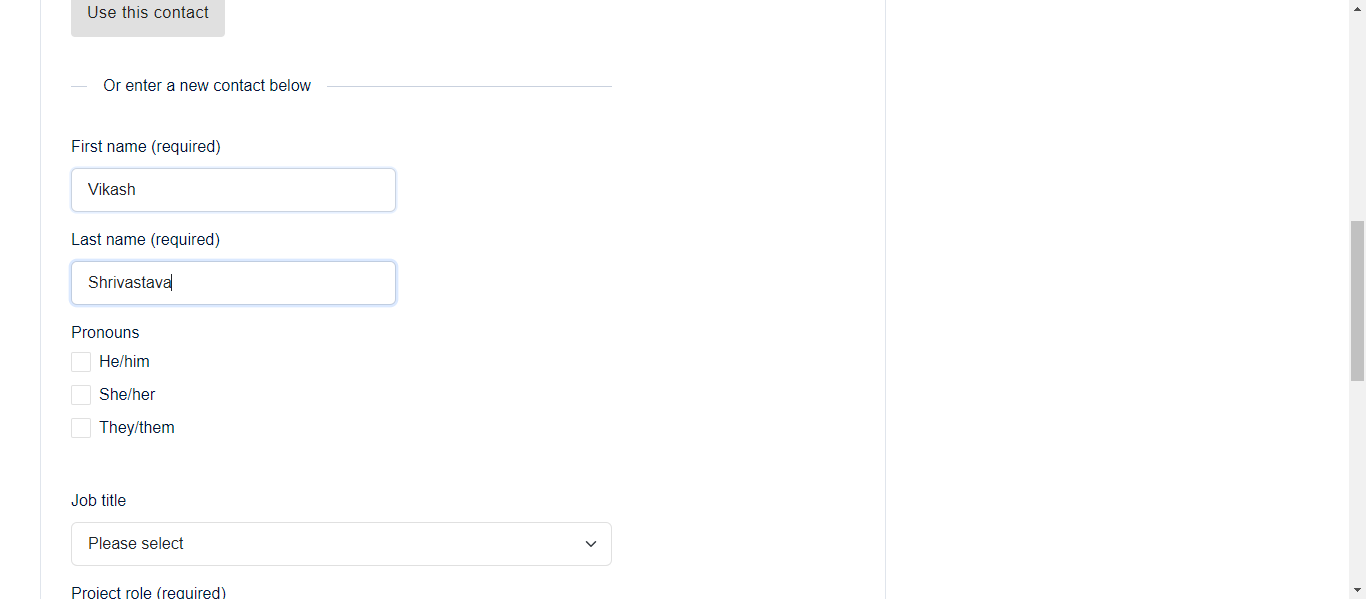 Use this contact
Or enter a new contact below
First name (required)
Vikash
Last name (required)
Shrivastava
Pronouns
He/him
She/her
They/them
Job title
Please select
Project role (required)